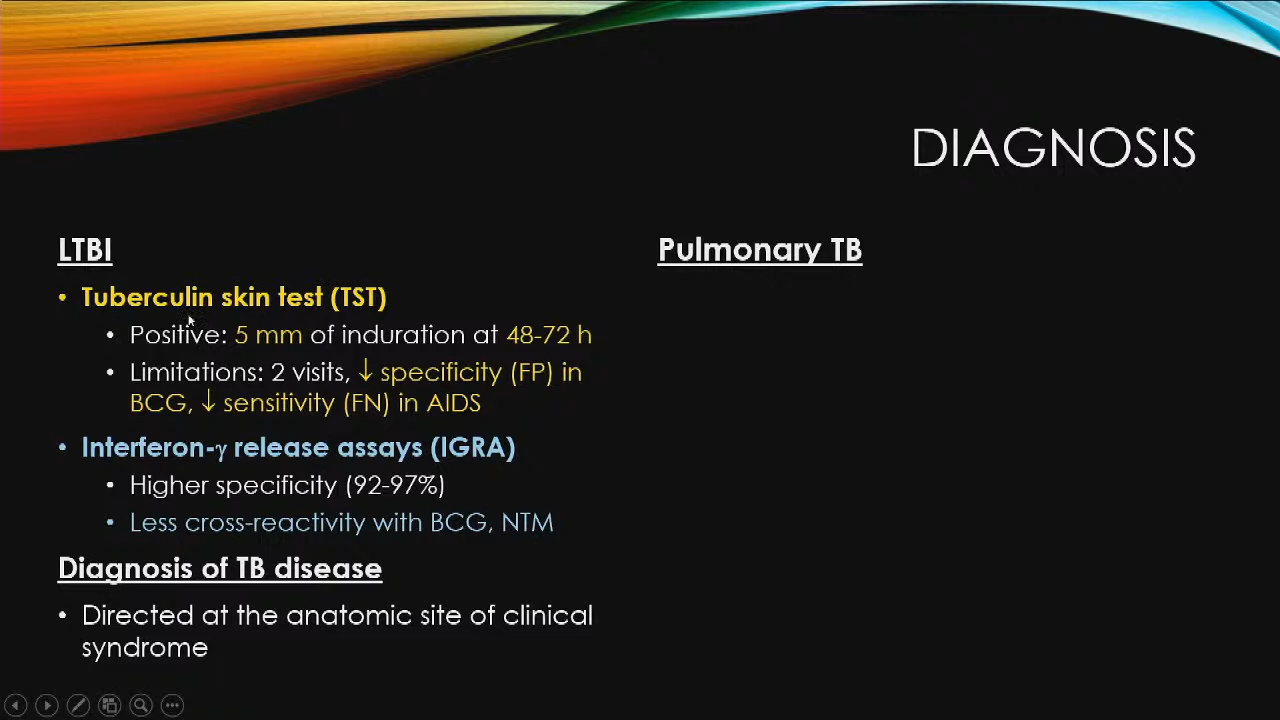 DIAGNOSIS
LTBI
• Tuberculin skin test (TST)
• Positive: 5 mm of induration at 48-72 h
• Limitations: 2 visits, ↓ specificity (FP) in
BCG, ↓ sensitivity (FN) in AIDS
• Interferon-γ release assays (IGRA)
• Higher specificity (92-97%)
• Less cross-reactivity with BCG, NTM
Diagnosis of TB disease
• Directed at the anatomic site of clinical
syndrome
Pulmonary TB